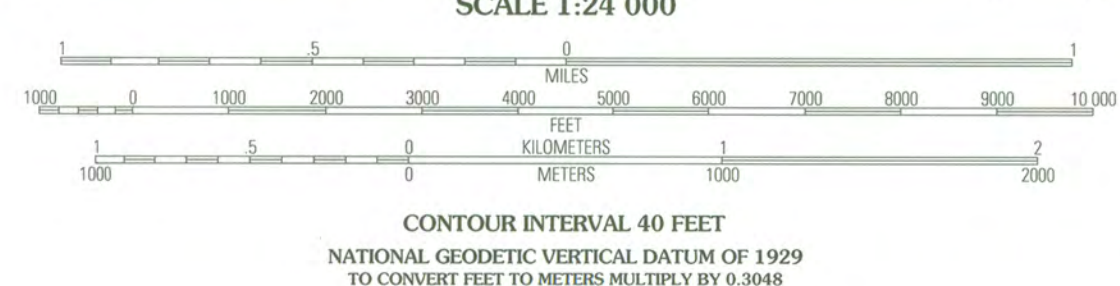 SCALE 1:24 000
1 .5 0 1
MILES
1000 0 1000 2000 3000 4000 5000 6000 7000 8000 9000 10 000
FEET
1 .5 0 KILOMETERS 1 2
1000 0 METERS 1000 2000
CONTOUR INTERVAL 40 FEET
NATIONAL GEODETIC VERTICAL DATUM OF 1929
TO CONVERT FEET TO METERS MULTIPLY BY 0.3048